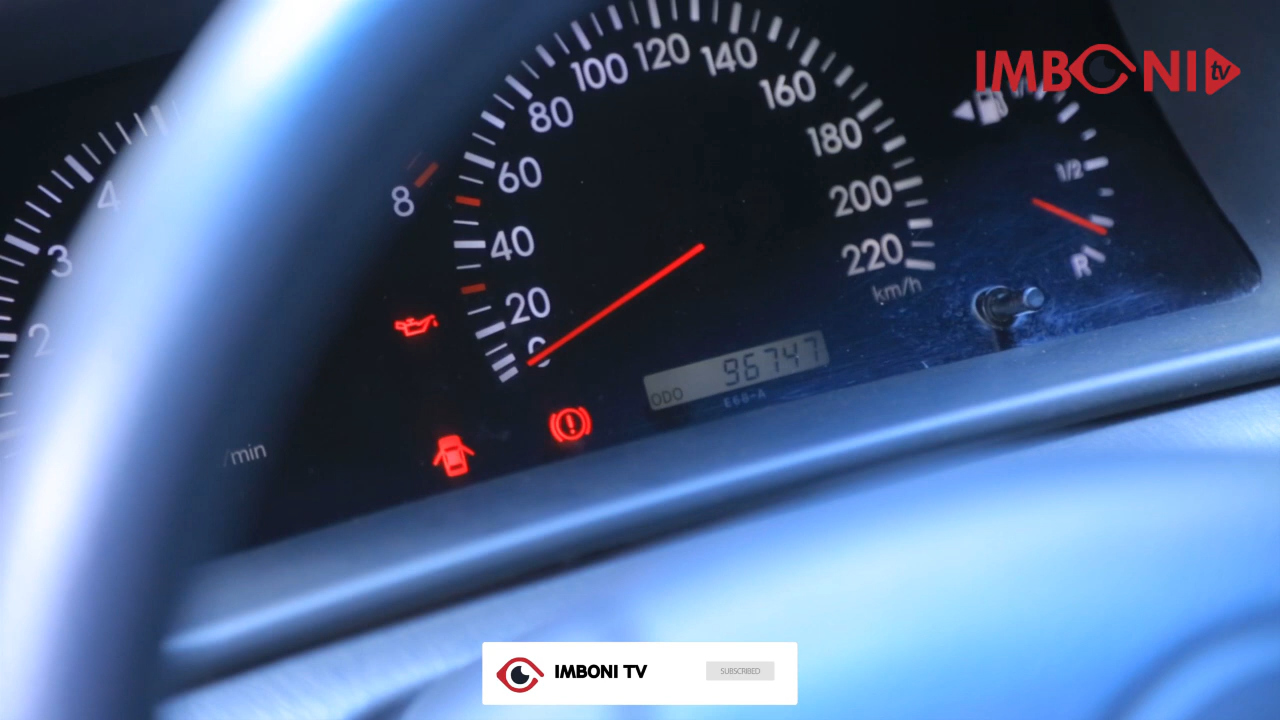 IMBONI tv
100 120 140
80 160
60 180
8 200
40 220
20 km/h
0
4
3
2
/min
1/2
R
ODO 96747
E68-A
IMBONI TV
SUBSCRIBED